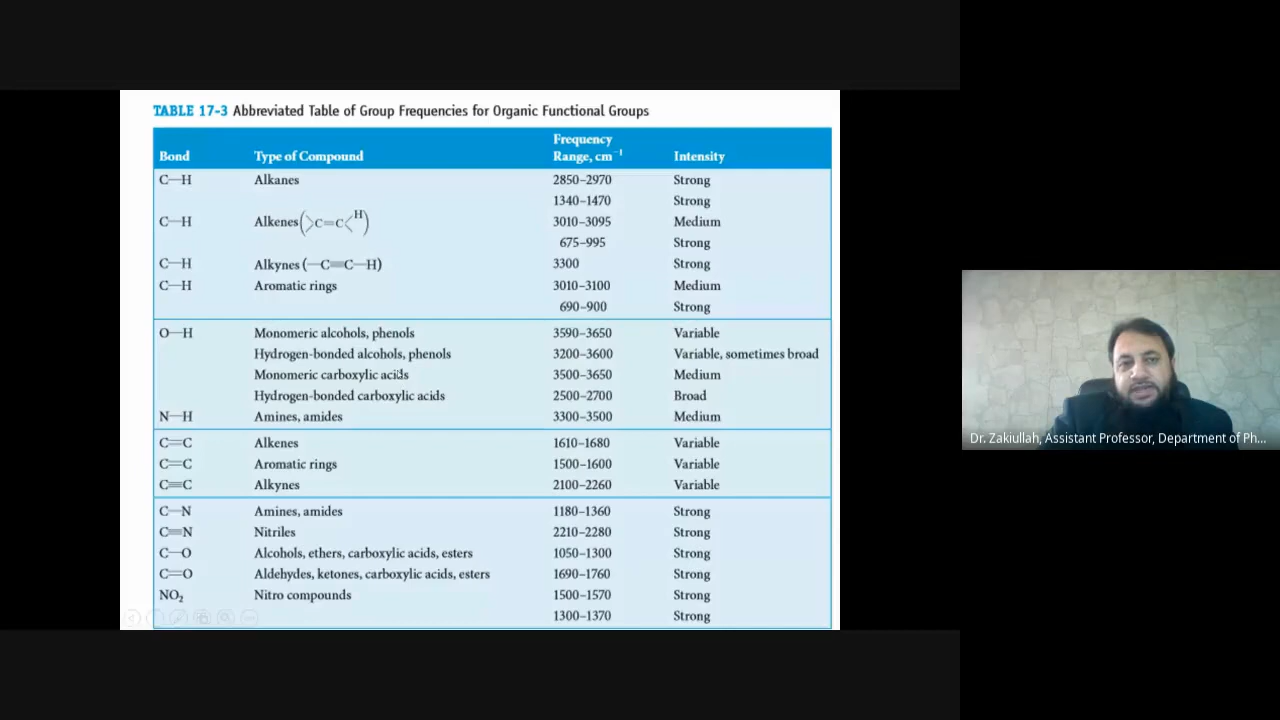 TABLE 17-3 Abbreviated Table of Group Frequencies for Organic Functional Groups
Bond Type of Compound Frequency Range, cm⁻¹ Intensity
C—H Alkanes 2850–2970 Strong
1340–1470 Strong
C—H Alkenes (>C=C<H) 3010–3095 Medium
675–995 Strong
C—H Alkynes (—C≡C—H) 3300 Strong
C—H Aromatic rings 3010–3100 Medium
690–900 Strong
O—H Monomeric alcohols, phenols 3590–3650 Variable
Hydrogen-bonded alcohols, phenols 3200–3600 Variable, sometimes broad
Monomeric carboxylic acids 3500–3650 Medium
Hydrogen-bonded carboxylic acids 2500–2700 Broad
N—H Amines, amides 3300–3500 Medium
C=C Alkenes 1610–1680 Variable
C=C Aromatic rings 1500–1600 Variable
C≡C Alkynes 2100–2260 Variable
C—N Amines, amides 1180–1360 Strong
C≡N Nitriles 2210–2280 Strong
C—O Alcohols, ethers, carboxylic acids, esters 1050–1300 Strong
C=O Aldehydes, ketones, carboxylic acids, esters 1690–1760 Strong
NO₂ Nitro compounds 1500–1570 Strong
1300–1370 Strong
Dr. Zakiullah, Assistant Professor, Department of Ph...